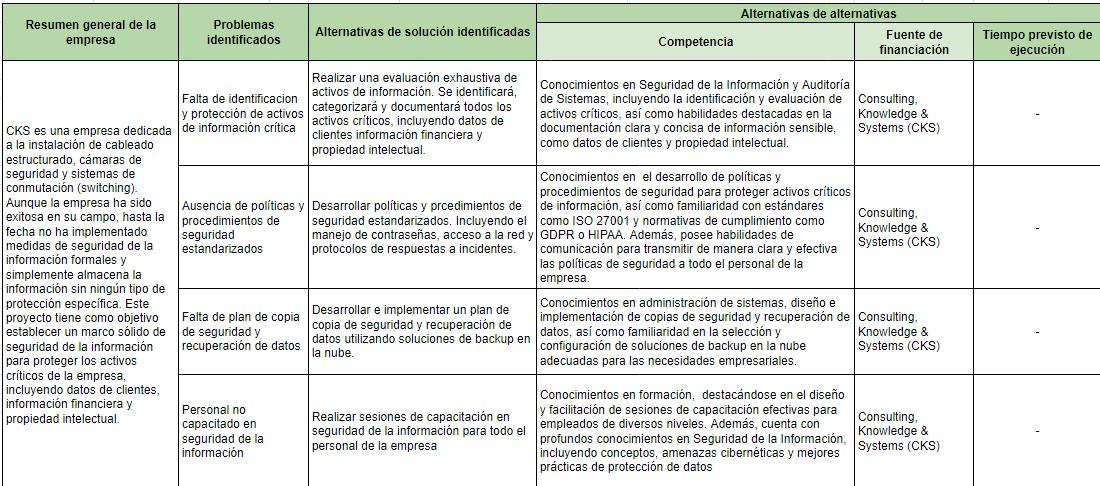 Resumen general de la
empresa
Problemas
identificados
Alternativas de solución identificadas
Alternativas de alternativas
Competencia
Fuente de
financiación
Tiempo previsto de
ejecución
CKS es una empresa dedicada
a la instalación de cableado
estructurado, cámaras de
seguridad y sistemas de
conmutación (switching).
Aunque la empresa ha sido
exitosa en su campo, hasta la
fecha no ha implementado
medidas de seguridad de la
información formales y
simplemente almacena la
información sin ningún tipo de
protección específica. Este
proyecto tiene como objetivo
establecer un marco sólido de
seguridad de la información
para proteger los activos
críticos de la empresa,
incluyendo datos de clientes,
información financiera y
propiedad intelectual.
Falta de identificacion
y protección de activos
de información crítica
Realizar una evaluación exhaustiva de
activos de información. Se identificará,
categorizará y documentará todos los
activos críticos, incluyendo datos de
clientes información financiera y
propiedad intelectual.
Conocimientos en Seguridad de la Información y Auditoría
de Sistemas, incluyendo la identificación y evaluación de
activos críticos, así como habilidades destacadas en la
documentación clara y concisa de información sensible,
como datos de clientes y propiedad intelectual.
Consulting,
Knowledge &
Systems (CKS)
-
Ausencia de políticas y
procedimientos de
seguridad
estandarizados
Desarrollar políticas y prcedimientos de
seguridad estandarizados. Incluyendo el
manejo de contraseñas, acceso a la red y
protocolos de respuestas a incidentes.
Conocimientos en  el desarrollo de políticas y
procedimientos de seguridad para proteger activos críticos
de información, así como familiaridad con estándares
como ISO 27001 y normativas de cumplimiento como
GDPR o HIPAA. Además, posee habilidades de
comunicación para transmitir de manera clara y efectiva
las políticas de seguridad a todo el personal de la
empresa.
Consulting,
Knowledge &
Systems (CKS)
-
Falta de plan de copia
de seguridad y
recuperación de datos
Desarrollar e implementar un plan de
copia de seguridad y recuperación de
datos utilizando soluciones de backup en
la nube.
Conocimientos en administración de sistemas, diseño e
implementación de copias de seguridad y recuperación de
datos, así como familiaridad en la selección y
configuración de soluciones de backup en la nube
adecuadas para las necesidades empresariales.
Consulting,
Knowledge &
Systems (CKS)
-
Personal no
capacitado en
seguridad de la
información
Realizar sesiones de capacitación en
seguridad de la información para todo el
personal de la empresa
Conocimientos en formación,  destacándose en el diseño
y facilitación de sesiones de capacitación efectivas para
empleados de diversos niveles. Además, cuenta con
profundos conocimientos en Seguridad de la Información,
incluyendo conceptos, amenazas cibernéticas y mejores
prácticas de protección de datos
Consulting,
Knowledge &
Systems (CKS)
-